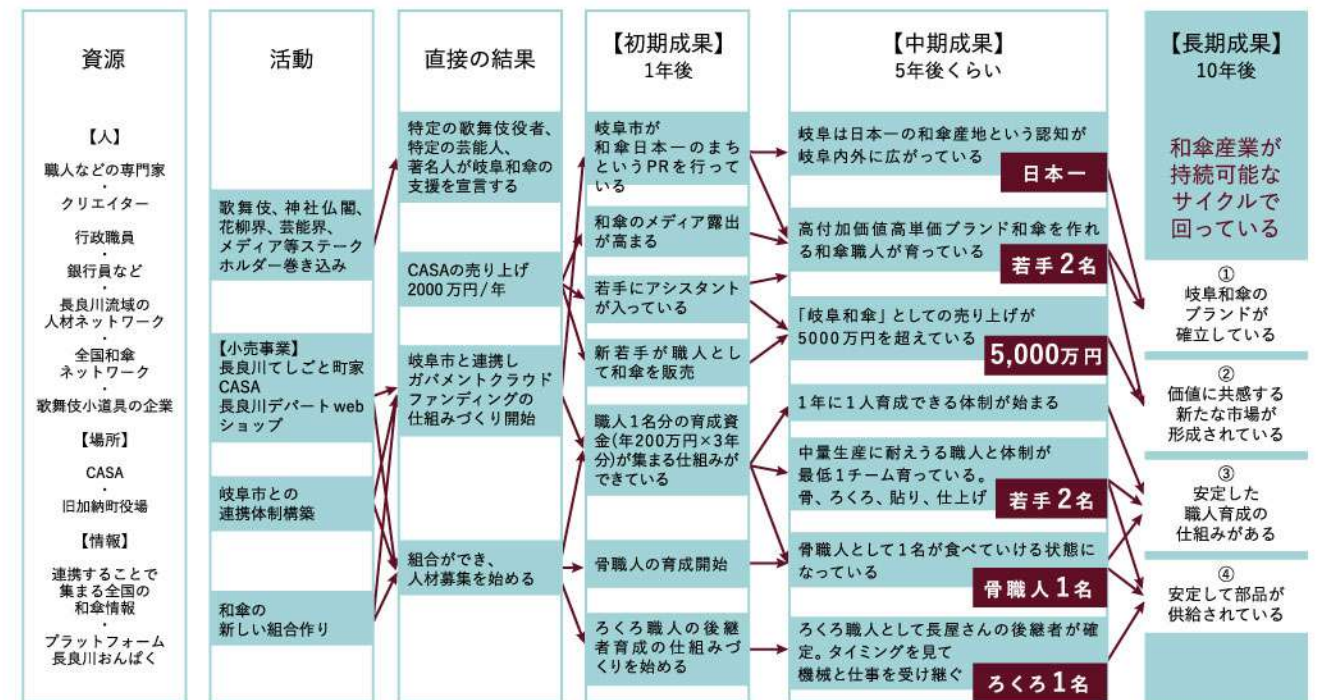 資源
【人】
職人などの専門家
・
クリエイター
・
行政職員
・
銀行員など
・
長良川流域の
人材ネットワーク
・
全国和傘
ネットワーク
・
歌舞伎小道具の企業
【場所】
CASA
・
旧加納町役場
【情報】
連携することで
集まる全国の
和傘情報
・
プラットフォーム
長良川おんぱく
活動
歌舞伎、神社仏閣、
花柳界、芸能界、
メディア等ステーク
ホルダー巻き込み
【小売事業】
長良川てしごと町家
CASA
長良川デパートweb
ショップ
岐阜市との
連携体制構築
和傘の
新しい組合作り
直接の結果
特定の歌舞伎役者、
特定の芸能人、
著名人が岐阜和傘の
支援を宣言する
CASAの売り上げ
2000万円/年
岐阜市と連携し
ガバメントクラウド
ファンディングの
仕組みづくり開始
組合ができ、
人材募集を始める
【初期成果】
1年後
岐阜市が
和傘日本一のまち
というPRを行って
いる
和傘のメディア露出
が高まる
若手にアシスタント
が入っている
新若手が職人とし
て和傘を販売
職人1名分の育成資
金(年200万円×3年
分)が集まる仕組みが
できている
骨職人の育成開始
ろくろ職人の後継
者育成の仕組みづ
くりを始める
【中期成果】
5年後くらい
岐阜は日本一の和傘産地という認知が
岐阜内外に広がっている
日本一
高付加価値高単価ブランド和傘を作れ
る和傘職人が育っている
若手2名
「岐阜和傘」としての売り上げが
5000万円を超えている
5,000万円
1年に1人育成できる体制が始まる
中量生産に耐えうる職人と体制が
最低1チーム育っている。
骨、ろくろ、貼り、仕上げ
若手2名
骨職人として1名が食べていける状態に
なっている
骨職人1名
ろくろ職人として長屋さんの後継者が確
定。タイミングを見て
機械と仕事を受け継ぐ
ろくろ1名
【長期成果】
10年後
和傘産業が
持続可能な
サイクルで
回っている
①
岐阜和傘の
ブランドが
確立している
②
価値に共感する
新たな市場が
形成されている
③
安定した
職人育成の
仕組みがある
④
安定して部品が
供給されている